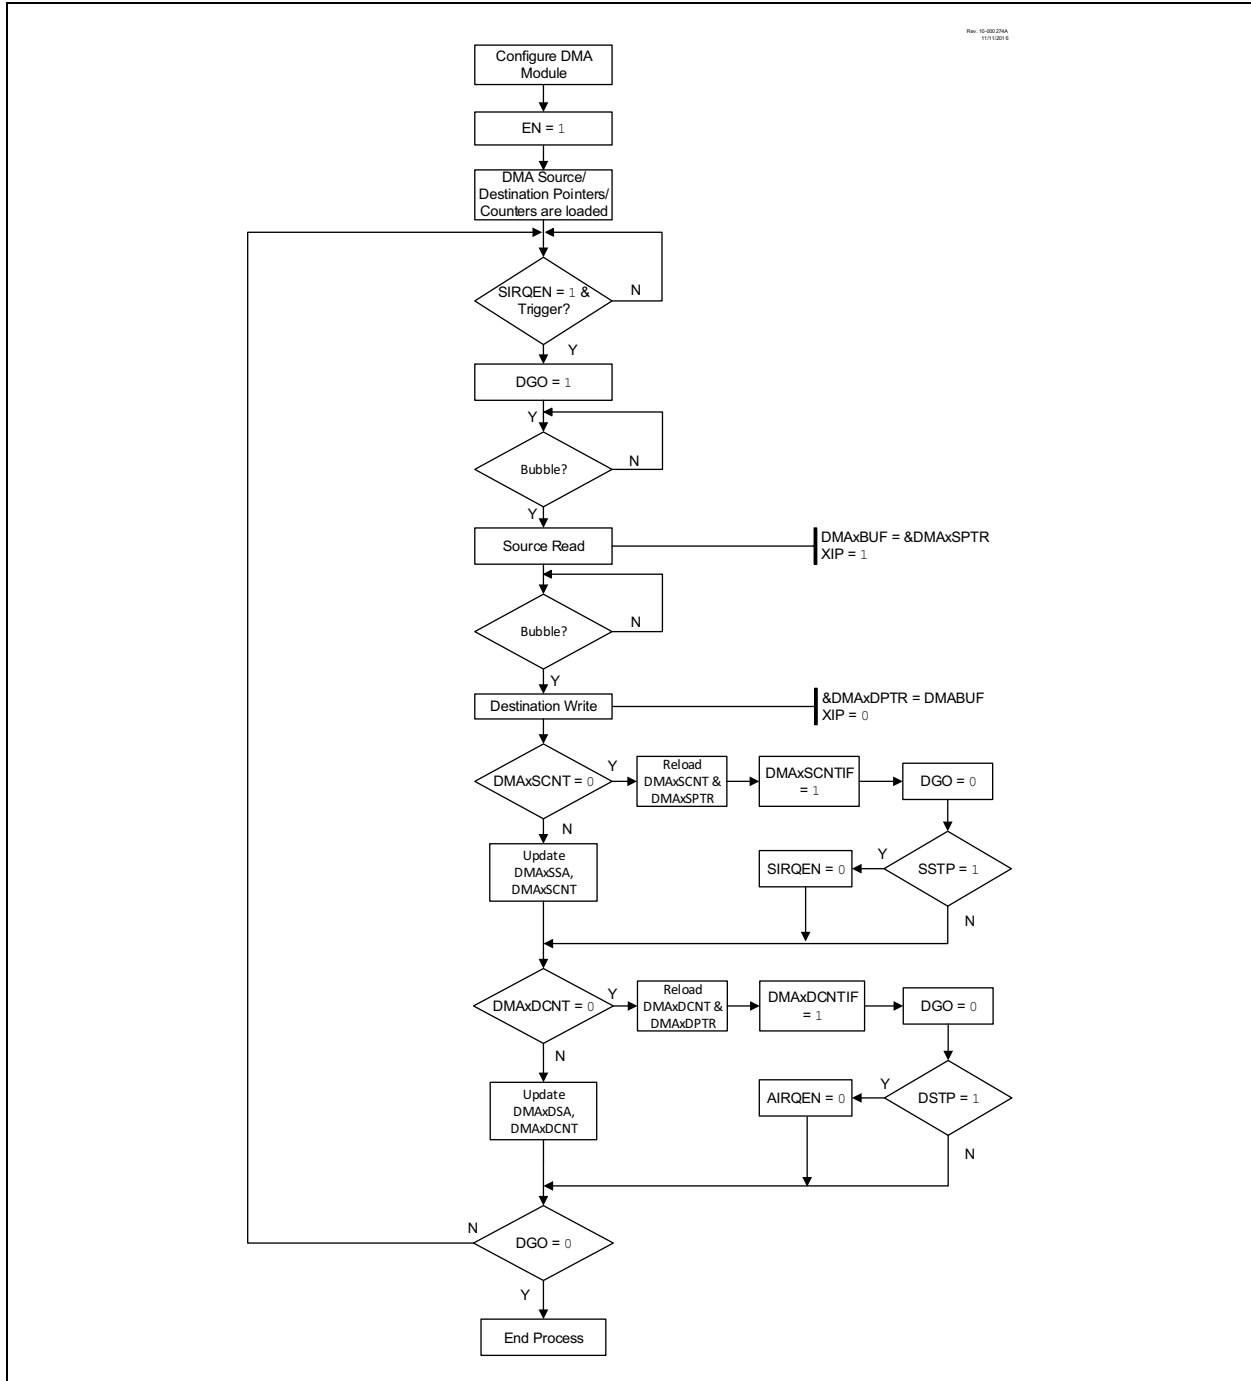 Rev. 10-000274A
11/11/2016
Configure DMA
Module
EN = 1
DMA Source/
Destination Pointers/
Counters are loaded
SIRQEN = 1 &
Trigger?
N
Y
DGO = 1
Y
Bubble?
N
Y
Source Read
DMAxBUF = &DMAxSPTR
XIP = 1
Bubble?
N
Y
Destination Write
&DMAxDPTR = DMABUF
XIP = 0
DMAxSCNT = 0
Y
Reload
DMAxSCNT &
DMAxSPTR
DMAxSCNTIF
= 1
DGO = 0
N
Update
DMAxSSA,
DMAxSCNT
SIRQEN = 0
Y
SSTP = 1
N
DMAxDCNT = 0
Y
Reload
DMAxDCNT &
DMAxDPTR
DMAxDCNTIF
= 1
DGO = 0
N
Update
DMAxDSA,
DMAxDCNT
AIRQEN = 0
Y
DSTP = 1
N
N
DGO = 0
Y
End Process